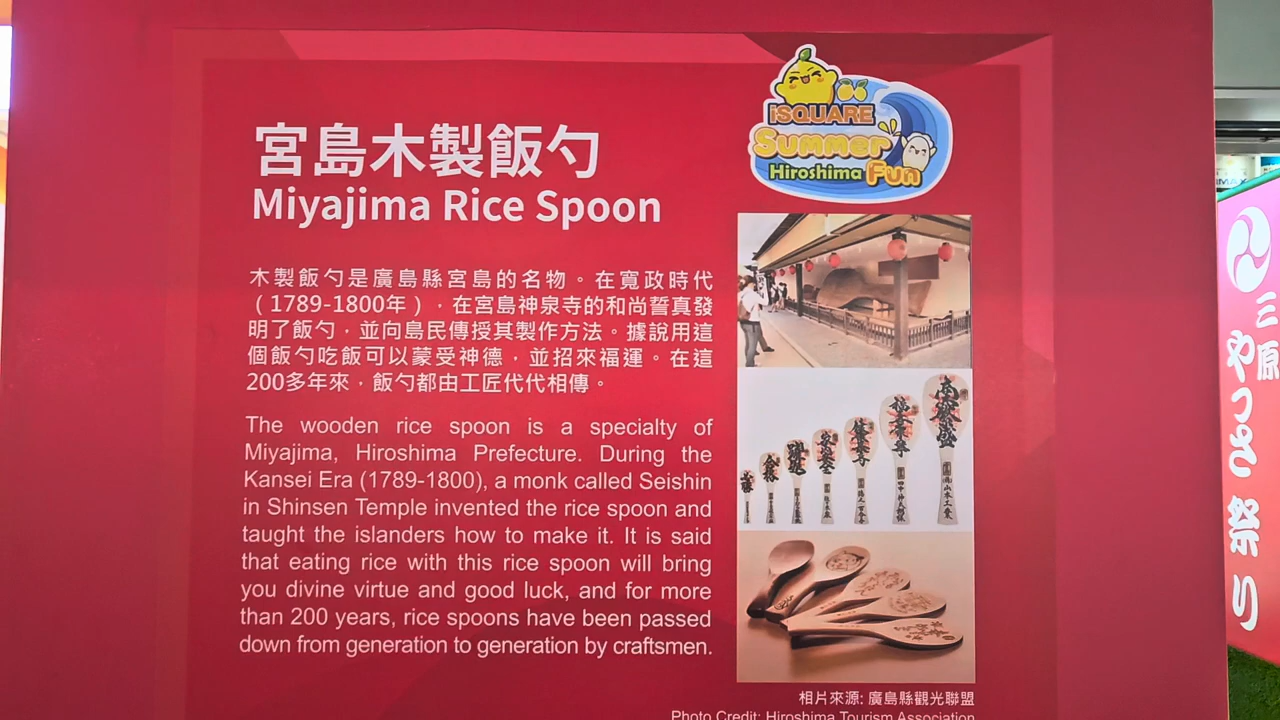 宮島木製飯勺
Miyajima Rice Spoon
iSQUARE
Summer
Hiroshima Fun
木製飯勺是廣島縣宮島的名物。在寬政時代
（1789-1800年），在宮島神泉寺的和尚誓真發
明了飯勺，並向島民傳授其製作方法。據說用這
個飯勺吃飯可以蒙受神德，並招來福運。在這
200多年來，飯勺都由工匠代代相傳。
The wooden rice spoon is a specialty of
Miyajima, Hiroshima Prefecture. During the
Kansei Era (1789-1800), a monk called Seishin
in Shinsen Temple invented the rice spoon and
taught the islanders how to make it. It is said
that eating rice with this rice spoon will bring
you divine virtue and good luck, and for more
than 200 years, rice spoons have been passed
down from generation to generation by craftsmen.
相片來源: 廣島縣觀光聯盟
Photo Credit: Hiroshima Tourism Association
三原
やっさ祭り